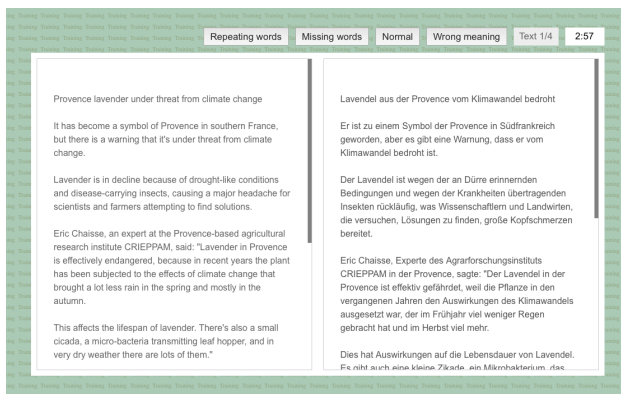 Repeating words
Missing words
Normal
Wrong meaning
Text 1/4
2:57
Provence lavender under threat from climate change
It has become a symbol of Provence in southern France,
but there is a warning that it's under threat from climate
change.
Lavender is in decline because of drought-like conditions
and disease-carrying insects, causing a major headache for
scientists and farmers attempting to find solutions.
Eric Chaisse, an expert at the Provence-based agricultural
research institute CRIEPPAM, said: "Lavender in Provence
is effectively endangered, because in recent years the plant
has been subjected to the effects of climate change that
brought a lot less rain in the spring and mostly in the
autumn.
This affects the lifespan of lavender. There's also a small
cicada, a micro-bacteria transmitting leaf hopper, and in
very dry weather there are lots of them."
Lavendel aus der Provence vom Klimawandel bedroht
Er ist zu einem Symbol der Provence in Südfrankreich
geworden, aber es gibt eine Warnung, dass er vom
Klimawandel bedroht ist.
Der Lavendel ist wegen der an Dürre erinnernden
Bedingungen und wegen der Krankheiten übertragenden
Insekten rückläufig, was Wissenschaftlern und Landwirten,
die versuchen, Lösungen zu finden, große Kopfschmerzen
bereitet.
Eric Chaisse, Experte des Agrarforschungsinstituts
CRIEPPAM in der Provence, sagte: "Der Lavendel in der
Provence ist effektiv gefährdet, weil die Pflanze in den
vergangenen Jahren den Auswirkungen des Klimawandels
ausgesetzt war, der im Frühjahr viel weniger Regen
gebracht hat und im Herbst viel mehr.
Dies hat Auswirkungen auf die Lebensdauer von Lavendel.
Es gibt auch eine kleine Zikade, ein Mikrobakterium, das